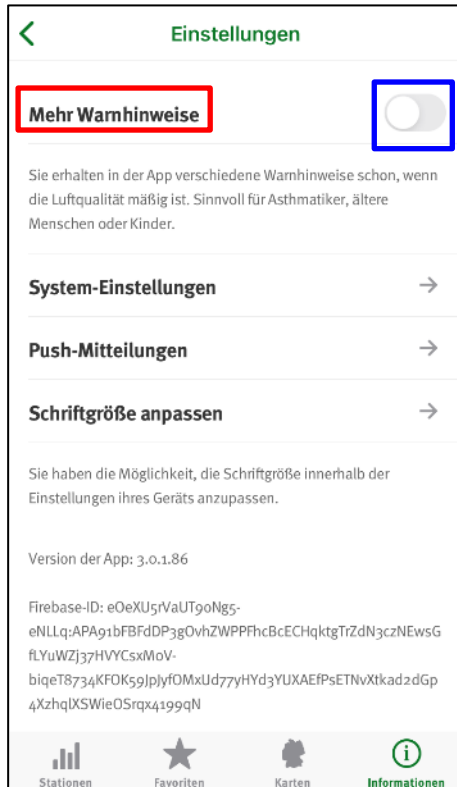 Einstellungen
Mehr Warnhinweise
Sie erhalten in der App verschiedene Warnhinweise schon, wenn
die Luftqualität mäßig ist. Sinnvoll für Asthmatiker, ältere
Menschen oder Kinder.
System-Einstellungen
Push-Mitteilungen
Schriftgröße anpassen
Sie haben die Möglichkeit, die Schriftgröße innerhalb der
Einstellungen ihres Geräts anzupassen.
Version der App: 3.0.1.86
Firebase-ID: eOeXU5rVaUT90Ng5-
eNLLq:APA91bFBFdDP3gOvhZWPPFhcBcECHqktgTrZdN3czNEwsG
fLYuWZj37HVYCsxMoV-
biqeT8734KFOK59JpJyfOMxUd77yHYd3YUXAEfPsETNvXtkad2dGp
4XzhqlXSWieOSrqx4199qN
Stationen
Favoriten
Karten
Informationen